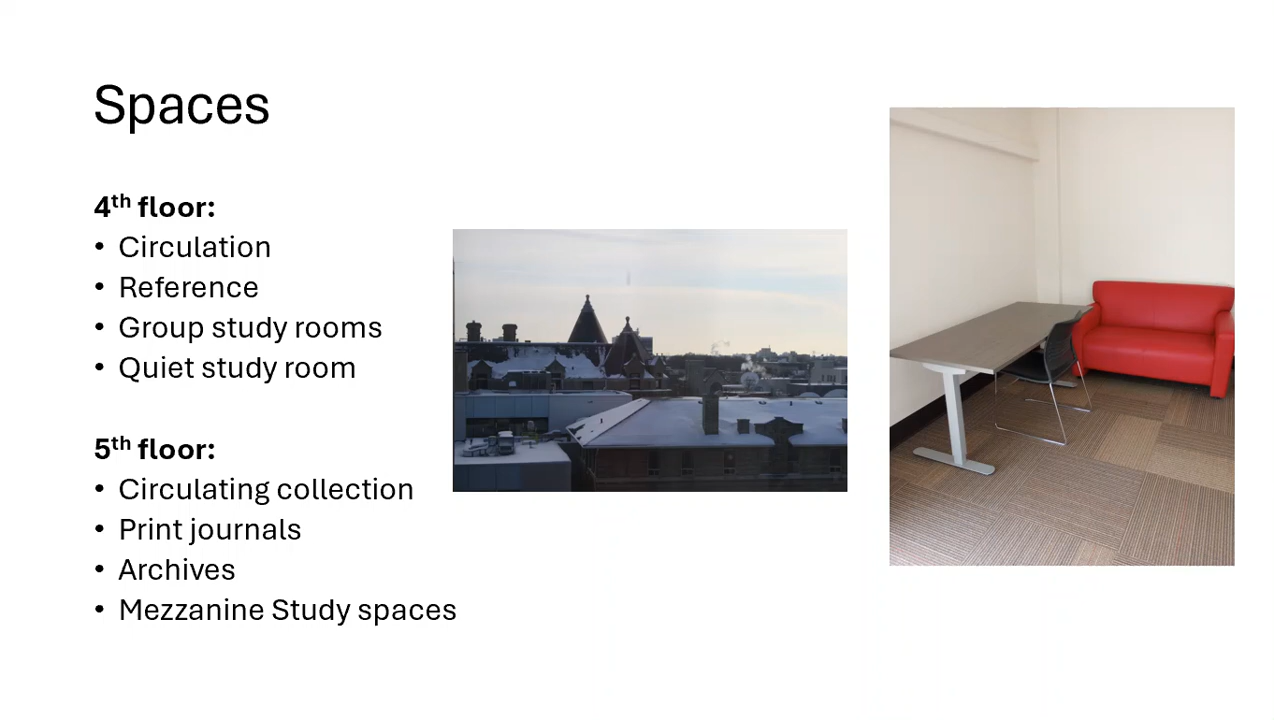 Spaces
4th floor:
• Circulation
• Reference
• Group study rooms
• Quiet study room
5th floor:
• Circulating collection
• Print journals
• Archives
• Mezzanine Study spaces